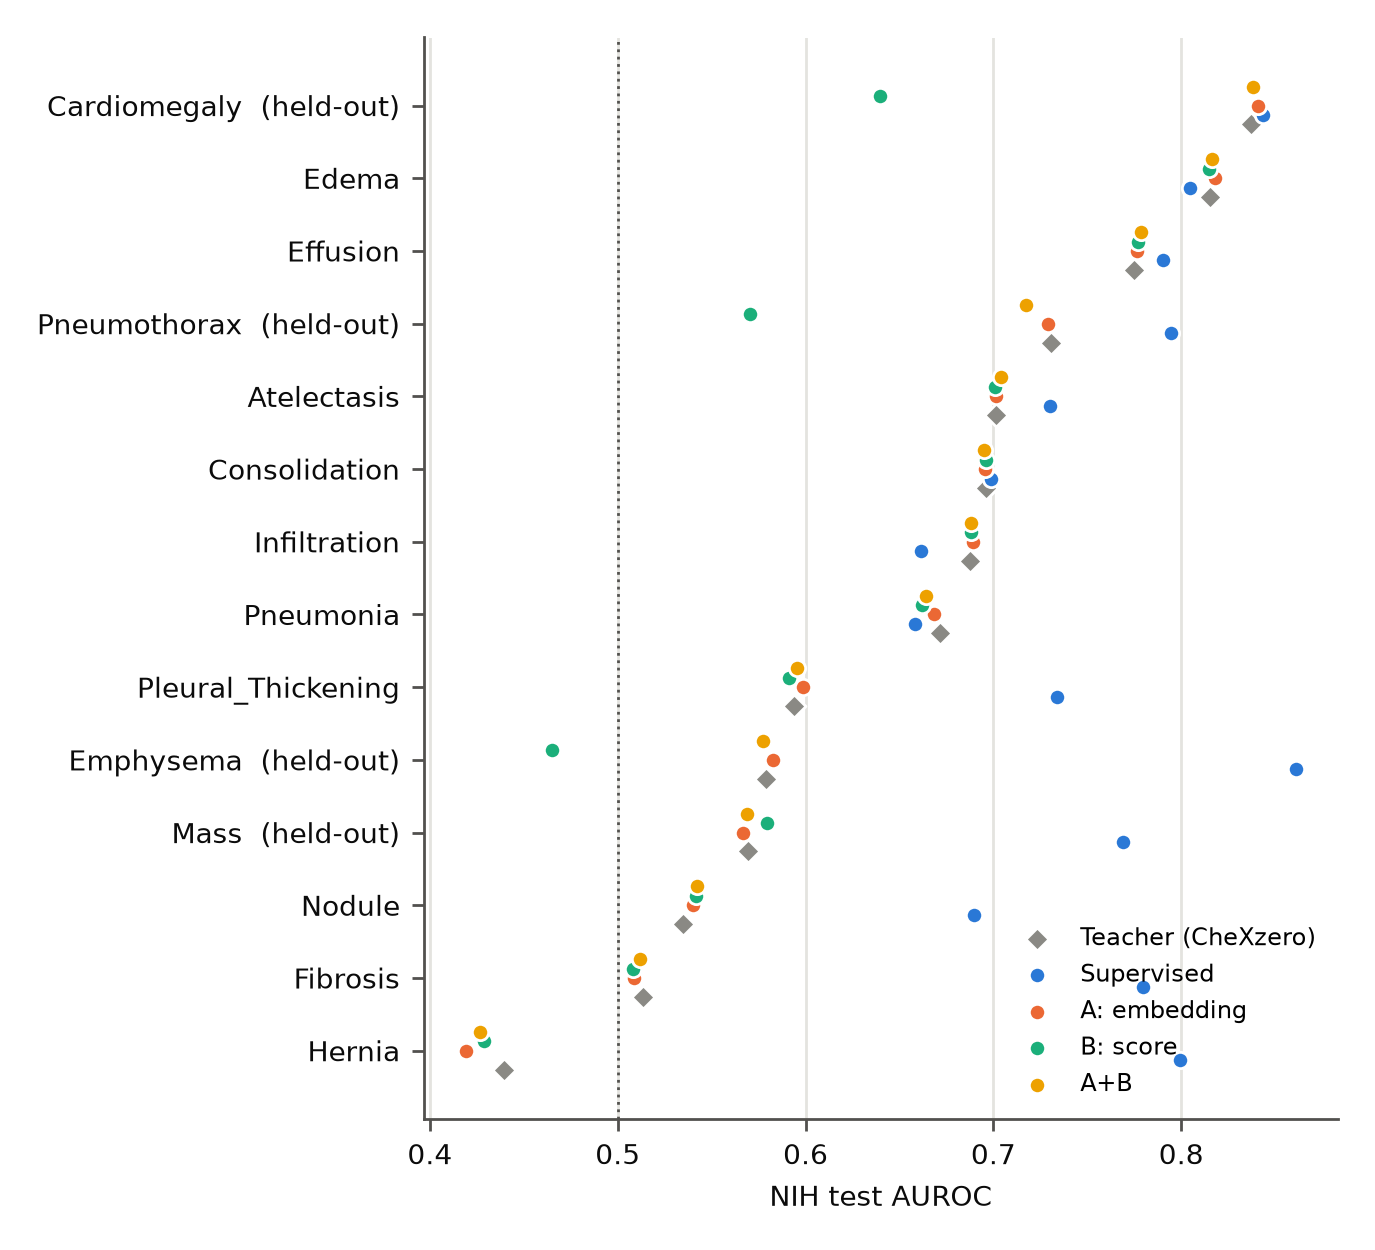 Cardiomegaly  (held-out)
Edema
Effusion
Pneumothorax  (held-out)
Atelectasis
Consolidation
Infiltration
Pneumonia
Pleural_Thickening
Emphysema  (held-out)
Mass  (held-out)
Nodule
Fibrosis
Hernia
Teacher (CheXzero)
Supervised
A: embedding
B: score
A+B
0.4 0.5 0.6 0.7 0.8
NIH test AUROC